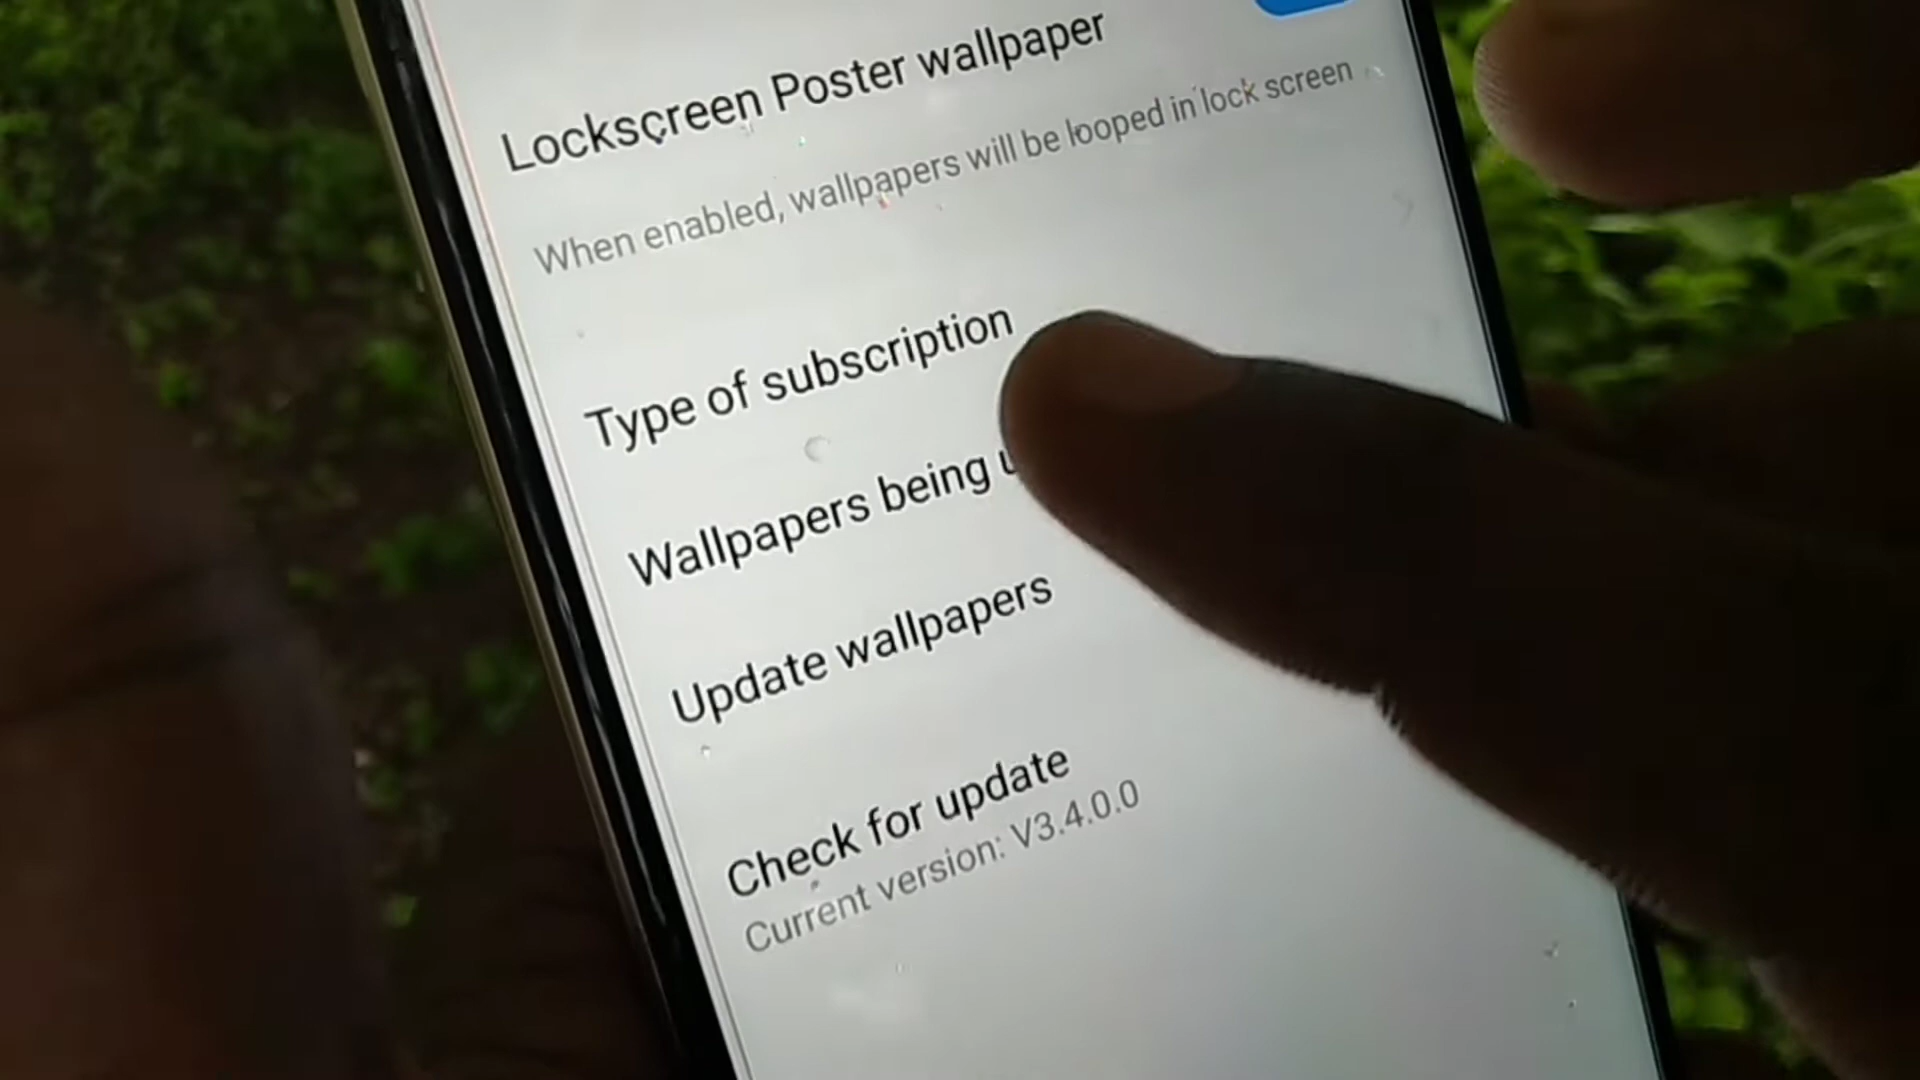 Lockscreen Poster wallpaper
When enabled, wallpapers will be looped in lock screen
Type of subscription
Wallpapers being
Update wallpapers
Check for update
Current version: V3.4.0.0